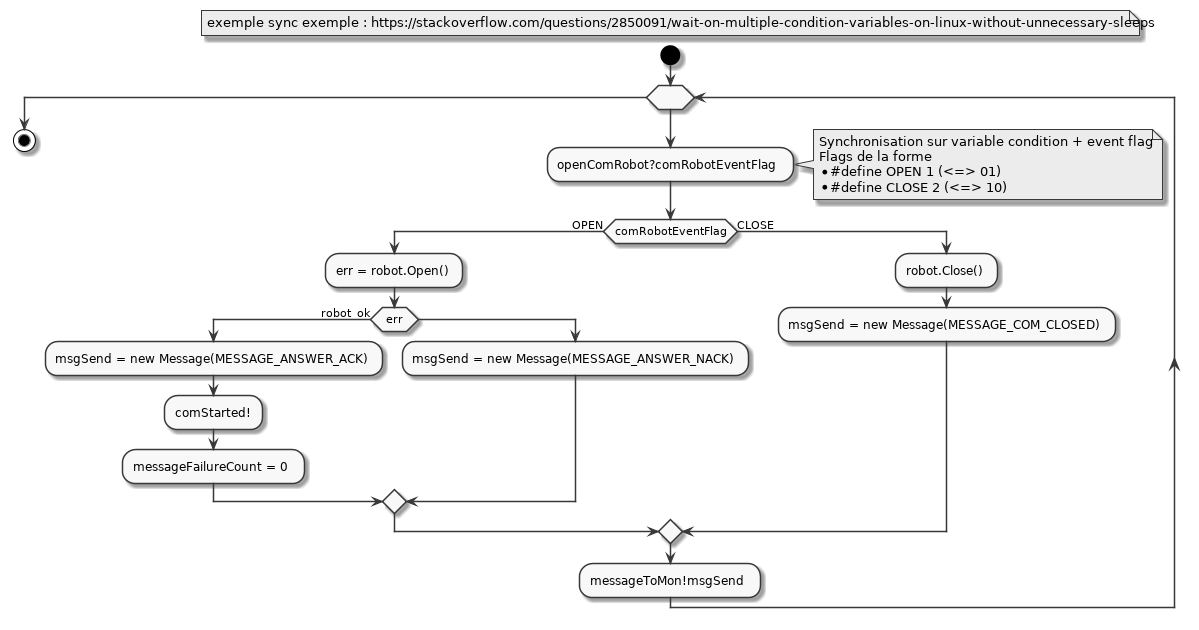 exemple sync exemple : https://stackoverflow.com/questions/2850091/wait-on-multiple-condition-variables-on-linux-without-unnecessary-sleeps
openComRobot?comRobotEventFlag
Synchronisation sur variable condition + event flag
Flags de la forme
• #define OPEN 1 (<=> 01)
• #define CLOSE 2 (<=> 10)
OPEN
comRobotEventFlag
CLOSE
err = robot.Open()
robot.Close()
robot ok
err
msgSend = new Message(MESSAGE_COM_CLOSED)
msgSend = new Message(MESSAGE_ANSWER_ACK)
msgSend = new Message(MESSAGE_ANSWER_NACK)
comStarted!
messageFailureCount = 0
messageToMon!msgSend